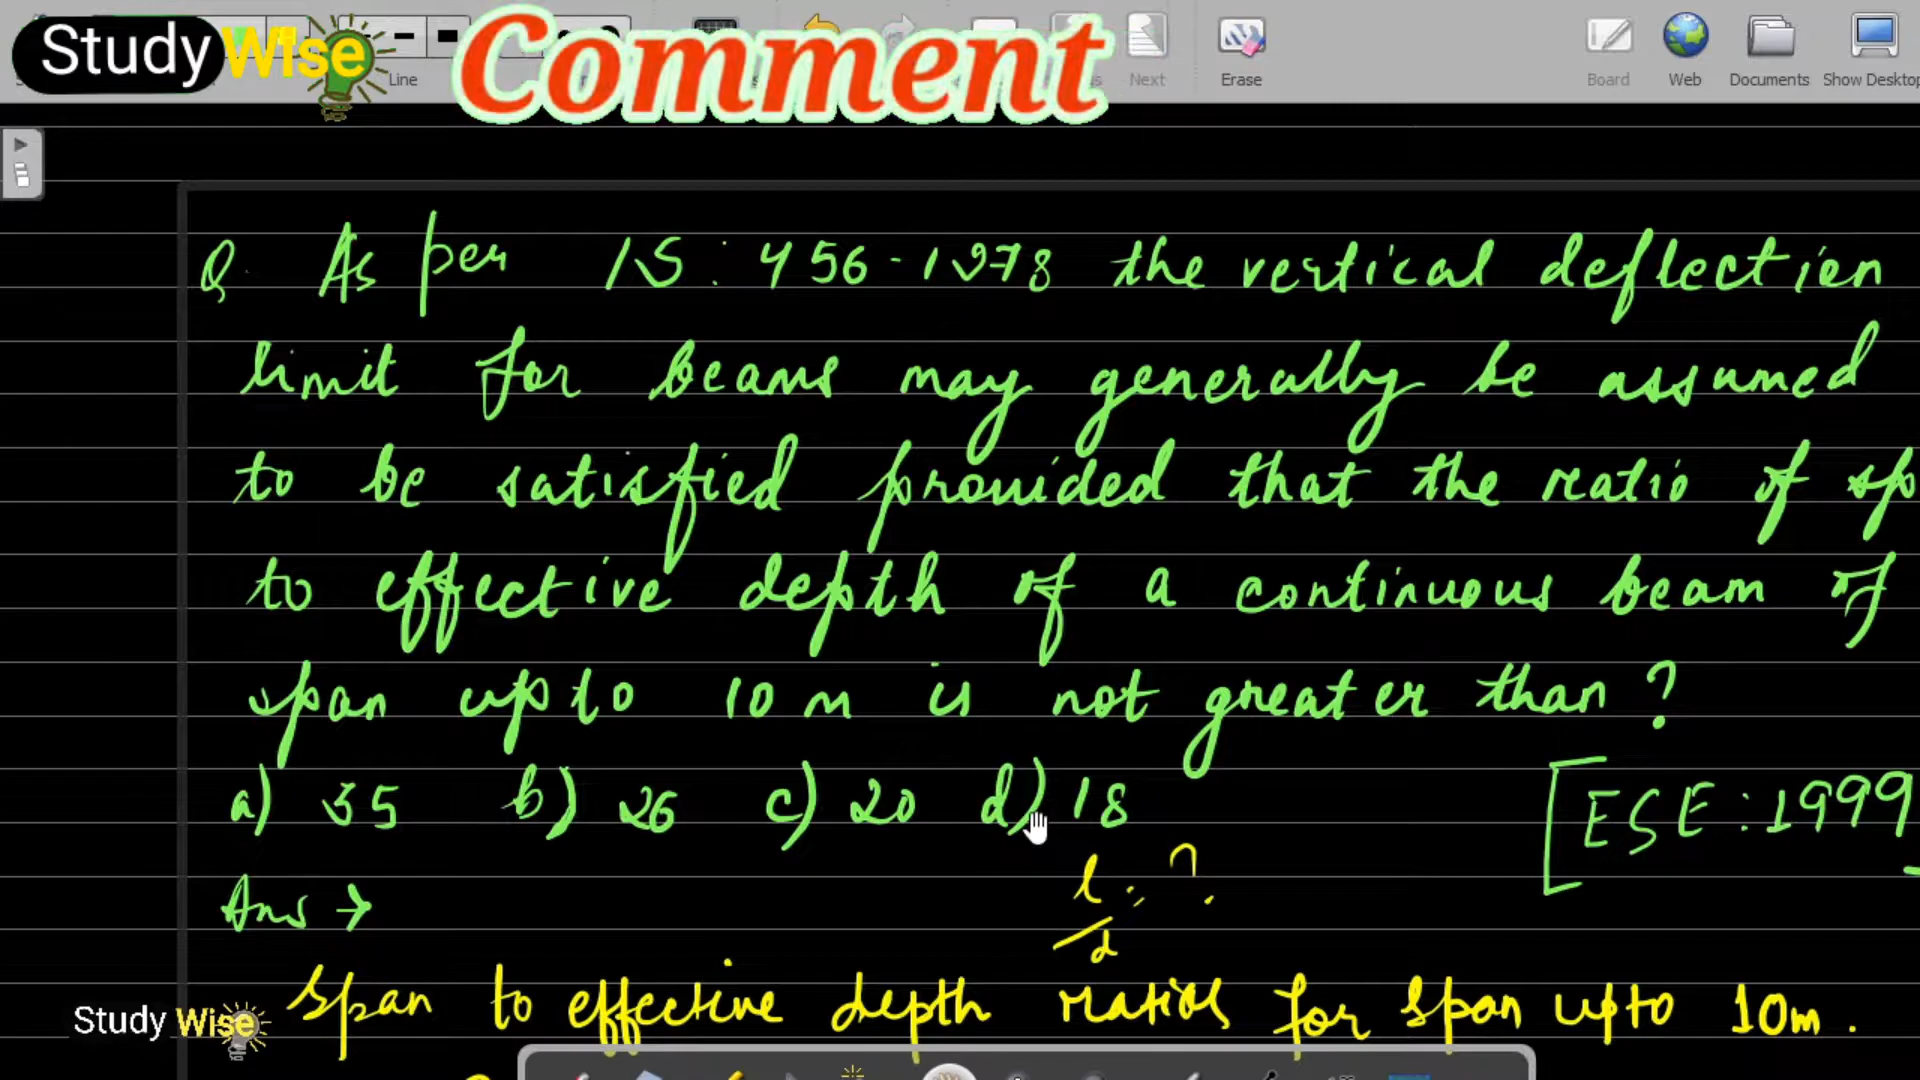 StudyWise
Comment
Line
Next
Erase
Board
Web
Documents
Show Desktop
Q. As per IS: 456-1978 the vertical deflection
limit for beams may generally be assumed
to be satisfied provided that the ratio of sp
to effective depth of a continuous beam of
span upto 10 m is not greater than ?
a) 35 b) 26 c) 20 d) 18
[ESE:1999
Ans →
l/d = ?
Span to effective depth ratios for span upto 10m.
Study Wise